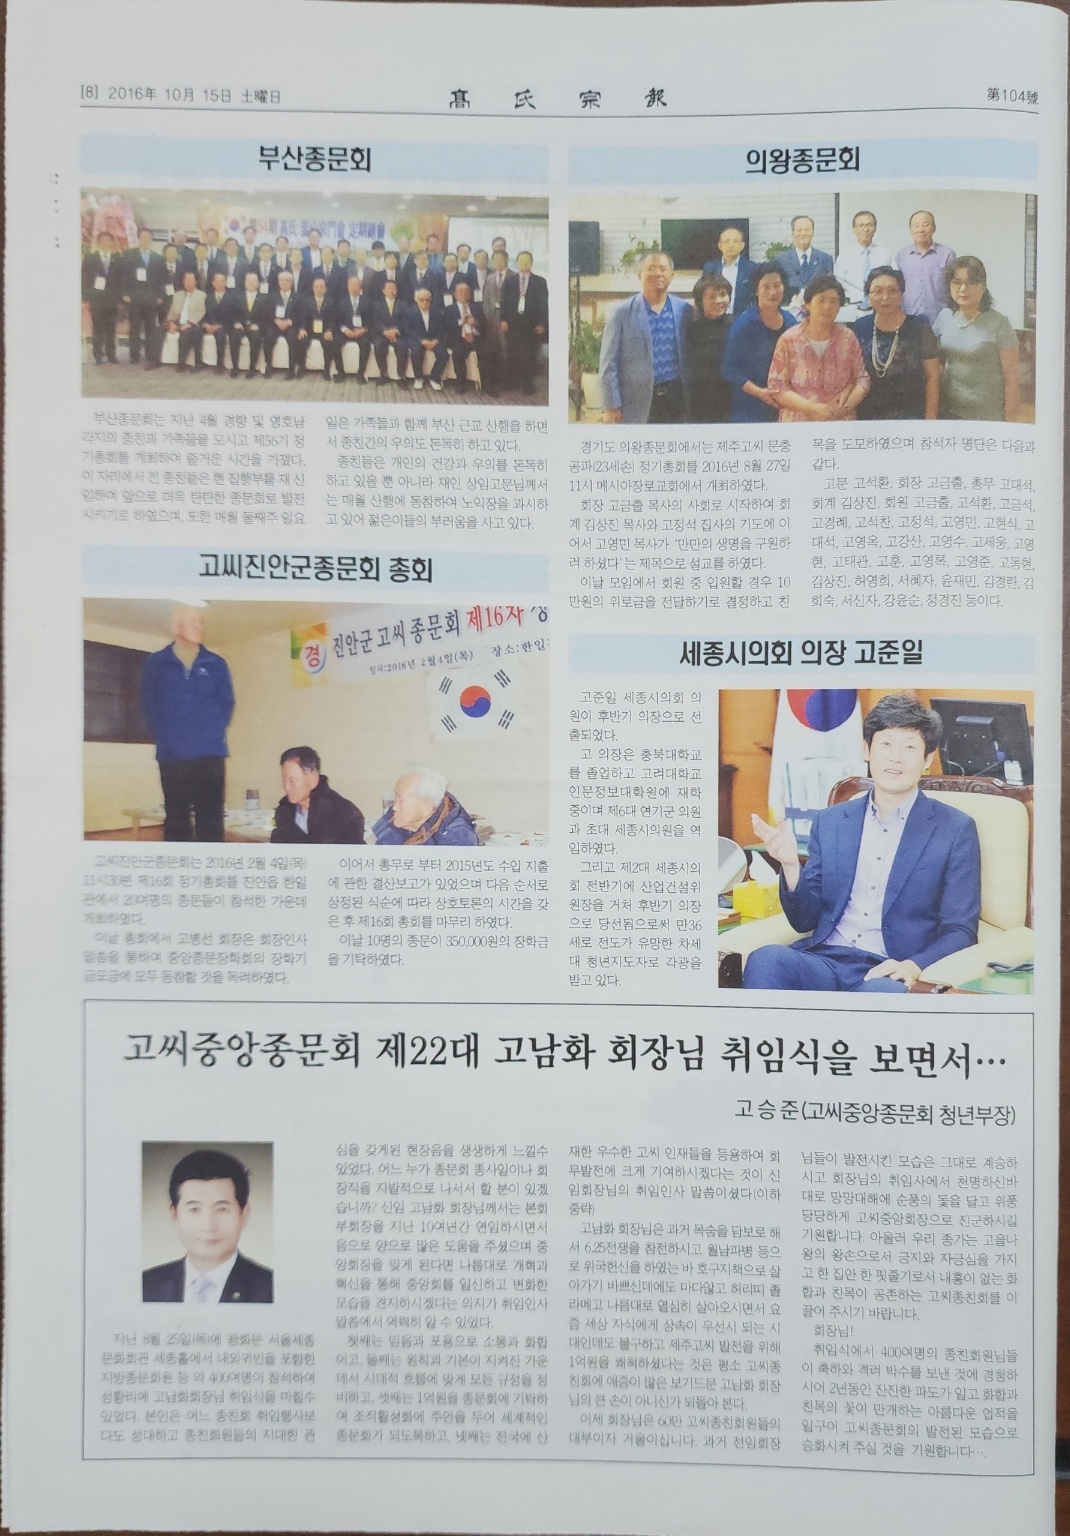 [8] 2016年 10月 15日 土曜日
髙氏宗報
第104號
부산종문회
高氏 釜山宗門會 定期總會
부산종문회는 지난 4월 경향 및 영호남
각지의 종친과 가족들을 모시고 제56기 정
기총회를 개최하여 즐거운 시간을 가졌다.
이 자리에서 전 종친들은 현 집행부를 재 신
임하여 앞으로 더욱 탄탄한 종문회로 발전
시키기로 하였으며, 또한 매월 둘째주 일요
일은 가족들과 함께 부산 근교 산행을 하면
서 종친간의 우의도 돈독히 하고 있다.
종친들은 개인의 건강과 우의를 돈독히
하고 있을 뿐 아니라 재인 상임고문님께서
는 매월 산행에 동참하여 노익장을 과시하
고 있어 젊은이들의 부러움을 사고 있다.
고씨진안군종문회 총회
경
진안군 고씨 종문회 제16차
일시:2016년 2월 4일(목) 장소:한일
고씨진안군종문회는 2016년 2월 4일(목)
11시30분 제16회 정기총회를 진안읍 한일
관에서 20여명의 종문들이 참석한 가운데
개최하였다.
이날 총회에서 고병선 회장은 회장인사
말씀을 통하여 중앙종문장학회의 장학기
금모금에 모두 동참할 것을 독려하였다.
이어서 총무로 부터 2015년도 수입 지출
에 관한 결산보고가 있었으며 다음 순서로
상정된 식순에 따라 상호토론의 시간을 갖
은 후 제16회 총회를 마무리 하였다.
이날 10명의 종문이 350,000원의 장학금
을 기탁하였다.
의왕종문회
경기도 의왕종문회에서는 제주고씨 문충
공파(23세손) 정기총회를 2016년 8월 27일
11시 메시아장로교회에서 개최하였다.
회장 고금출 목사의 사회로 시작하여 회
계 김상진 목사와 고정석 집사의 기도에 이
어서 고영민 목사가 '만만의 생명을 구원하
려 하셨다'는 제목으로 설교를 하였다.
이날 모임에서 회원 중 입원할 경우 10
만원의 위로금을 전달하기로 결정하고 친
목을 도모하였으며 참석자 명단은 다음과
같다.
고문 고석환, 회장 고금출, 총무 고대석,
회계 김상진, 회원 고금출, 고석환, 고금석,
고경례, 고석찬, 고정석, 고영민, 고현식, 고
대석, 고영옥, 고강산, 고영수, 고세웅, 고영
현, 고태관, 고훈, 고영록, 고영준, 고동현,
김상진, 허영희, 서혜자, 윤재민, 김경란, 김
희숙, 서신자, 강윤순, 정경진 등이다.
세종시의회 의장 고준일
고준일 세종시의회 의
원이 후반기 의장으로 선
출되었다.
고 의장은 충북대학교
를 졸업하고 고려대학교
인문정보대학원에 재학
중이며 제6대 연기군 의원
과 초대 세종시의원을 역
임하였다.
그리고 제2대 세종시의
회 전반기에 산업건설위
원장을 거쳐 후반기 의장
으로 당선됨으로써 만36
세로 전도가 유망한 차세
대 청년지도자로 각광을
받고 있다.
고씨중앙종문회 제22대 고남화 회장님 취임식을 보면서…
고 승 준(고씨중앙종문회 청년부장)
지난 8월 25일(목)에 광화문 서울세종
문화회관 세종홀에서 내외귀빈을 포함한
지방종문회원 등 약 400여명이 참석하여
성황리에 고남화회장님 취임식을 마칠수
있었다. 본인은 어느 종친회 취임행사보
다도 성대하고 종친회원들의 지대한 관
심을 갖게된 현장음을 생생하게 느낄수
있었다. 어느 누가 종문회 종사일이나 회
장직을 자발적으로 나서서 할 분이 있겠
습니까? 신임 고남화 회장님께서는 본회
부회장을 지난 10여년간 연임하시면서
음으로 양으로 많은 도움을 주셨으며 중
앙회장을 맞게 된다면 나름대로 개혁과
혁신을 통해 중앙회를 일신하고 변화한
모습을 견지하시겠다는 의지가 취임인사
말씀에서 역력히 알 수 있었다.
첫째는 믿음과 포용으로 소통과 화합
이고, 둘째는 원칙과 기본이 지켜진 가운
데서 시대적 흐름에 맞게 모든 규정을 정
비하고, 셋째는 1억원을 종문회에 기탁하
여 조직활성화에 주안을 두어 세계적인
종문회가 되도록하고, 넷째는 전국에 산
재한 우수한 고씨 인재들을 등용하여 회
무발전에 크게 기여하시겠다는 것이 신
임회장님의 취임인사 말씀이셨다(이하
중략)
고남화 회장님은 과거 목숨을 담보로 해
서 6.25전쟁을 참전하시고 월남파병 등으
로 위국헌신을 하였는 바 호구지책으로 살
아가기 바쁘신데에도 마다않고 허리띠 졸
라메고 나름대로 열심히 살아오시면서 요
즘 세상 자식에게 상속이 우선시 되는 시
대인데도 불구하고 제주고씨 발전을 위해
1억원을 쾌척하셨다는 것은 평소 고씨종
친회에 애증이 많은 보기드문 고남화 회장
님의 큰 손이 아니신가 되돌아 본다.
이제 회장님은 60만 고씨종친회원들의
대부이자 거울이십니다. 과거 전임회장
님들이 발전시킨 모습은 그대로 계승하
시고 회장님의 취임사에서 천명하신바
대로 망망대해에 순풍의 돛을 달고 위풍
당당하게 고씨중앙회장으로 진군하시길
기원합니다. 아울러 우리 종가는 고을나
왕의 왕손으로서 긍지와 자긍심을 가지
고 한 집안 한 핏줄기로서 내홍이 없는 화
합과 친목이 공존하는 고씨종친회를 이
끌어 주시기 바랍니다.
회장님!
취임식에서 400여명의 종친회원님들
이 축하와 격려 박수를 보낸 것에 경청하
시어 2년동안 잔잔한 파도가 일고 화합과
친목의 꽃이 만개하는 아름다운 업적을
일구어 고씨종문회의 발전된 모습으로
승화시켜 주실 것을 기원합니다….